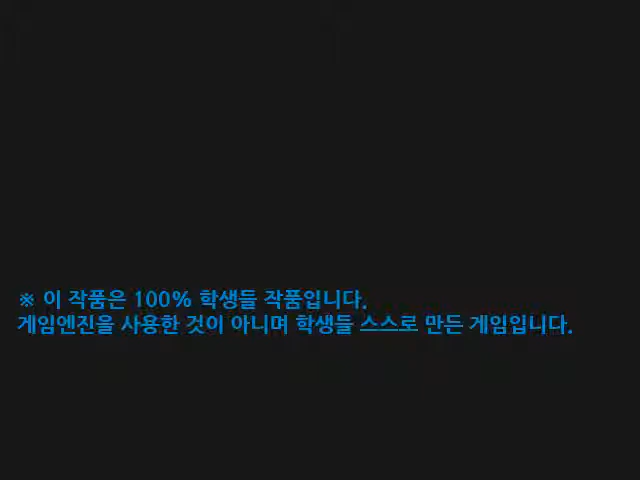 ※ 이 작품은 100% 학생들 작품입니다.
게임엔진을 사용한 것이 아니며 학생들 스스로 만든 게임입니다.